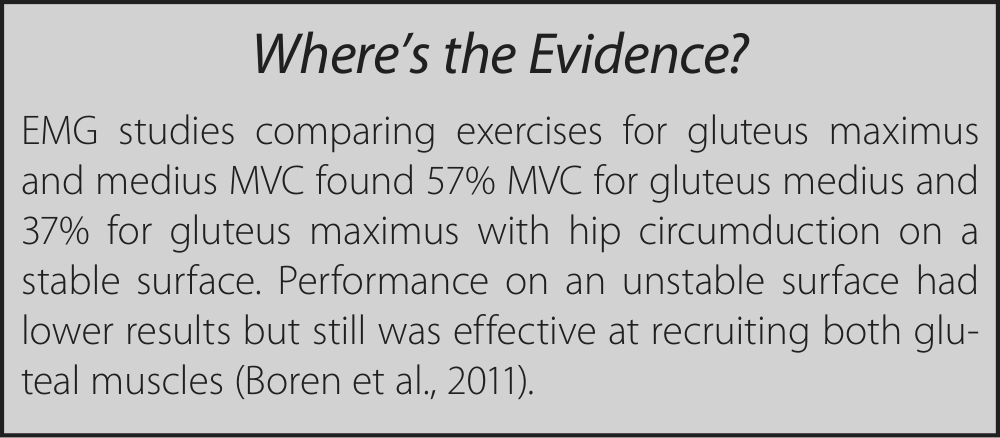 Where’s the Evidence?
EMG studies comparing exercises for gluteus maximus
and medius MVC found 57% MVC for gluteus medius and
37% for gluteus maximus with hip circumduction on a
stable surface. Performance on an unstable surface had
lower results but still was effective at recruiting both glu-
teal muscles (Boren et al., 2011).